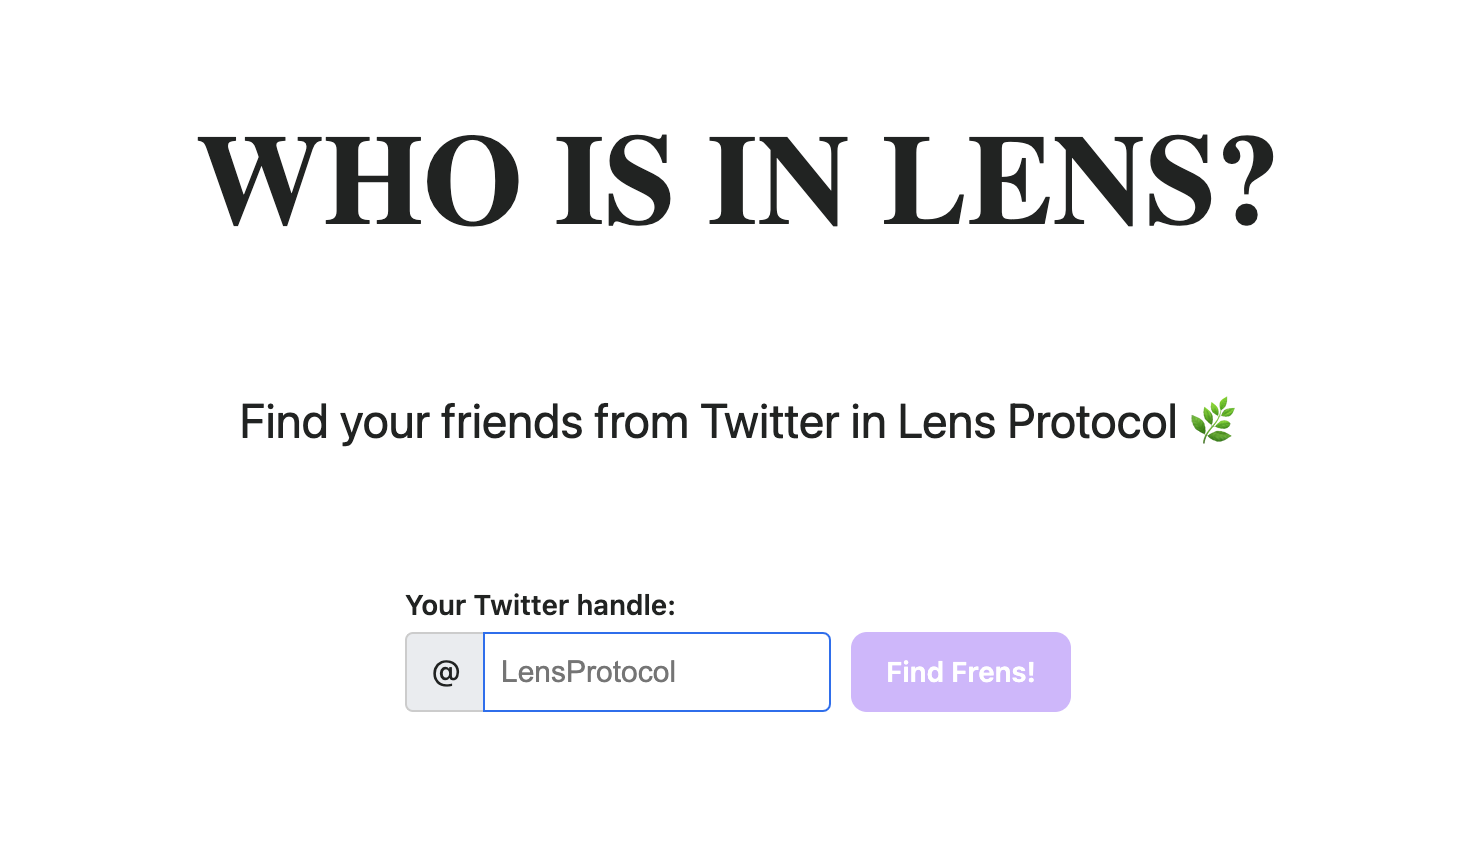 WHO IS IN LENS?
Find your friends from Twitter in Lens Protocol 🌿
Your Twitter handle:
@ LensProtocol Find Frens!